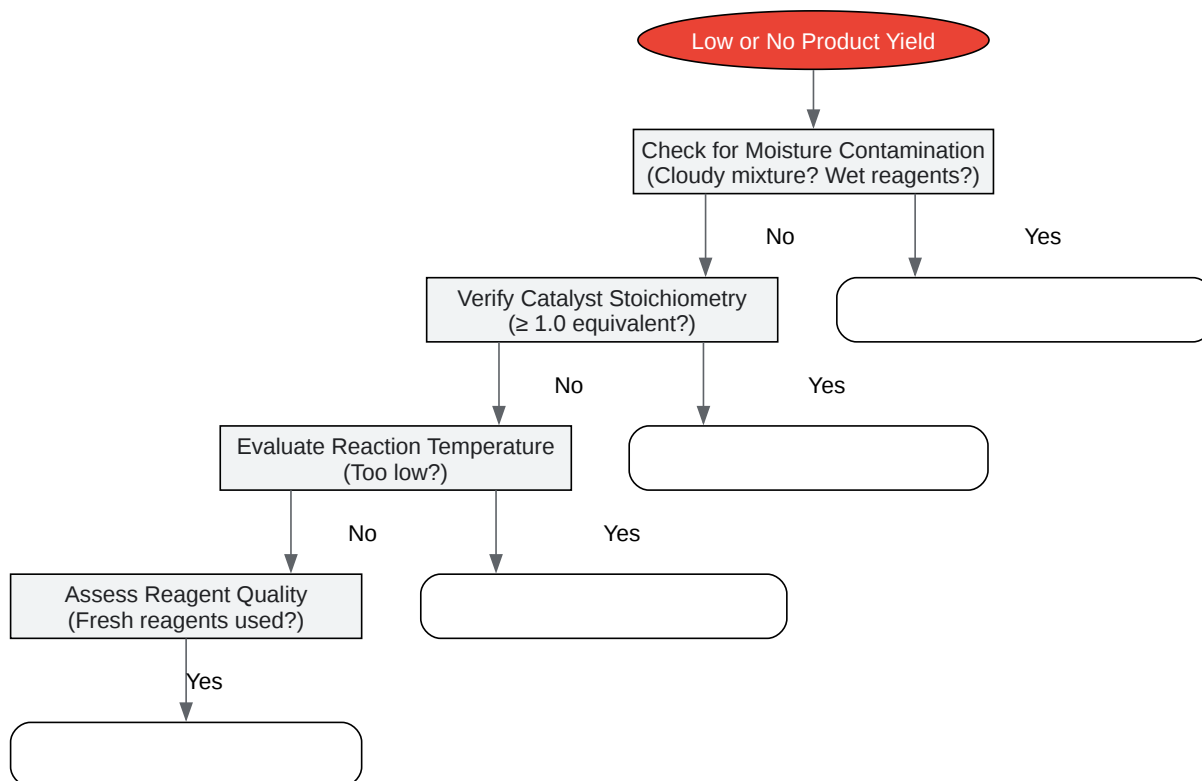 Low or No Product Yield
Check for Moisture Contamination
(Cloudy mixture? Wet reagents?)
No
Yes
Verify Catalyst Stoichiometry
(≥ 1.0 equivalent?)
No
Yes
Evaluate Reaction Temperature
(Too low?)
No
Yes
Assess Reagent Quality
(Fresh reagents used?)
Yes